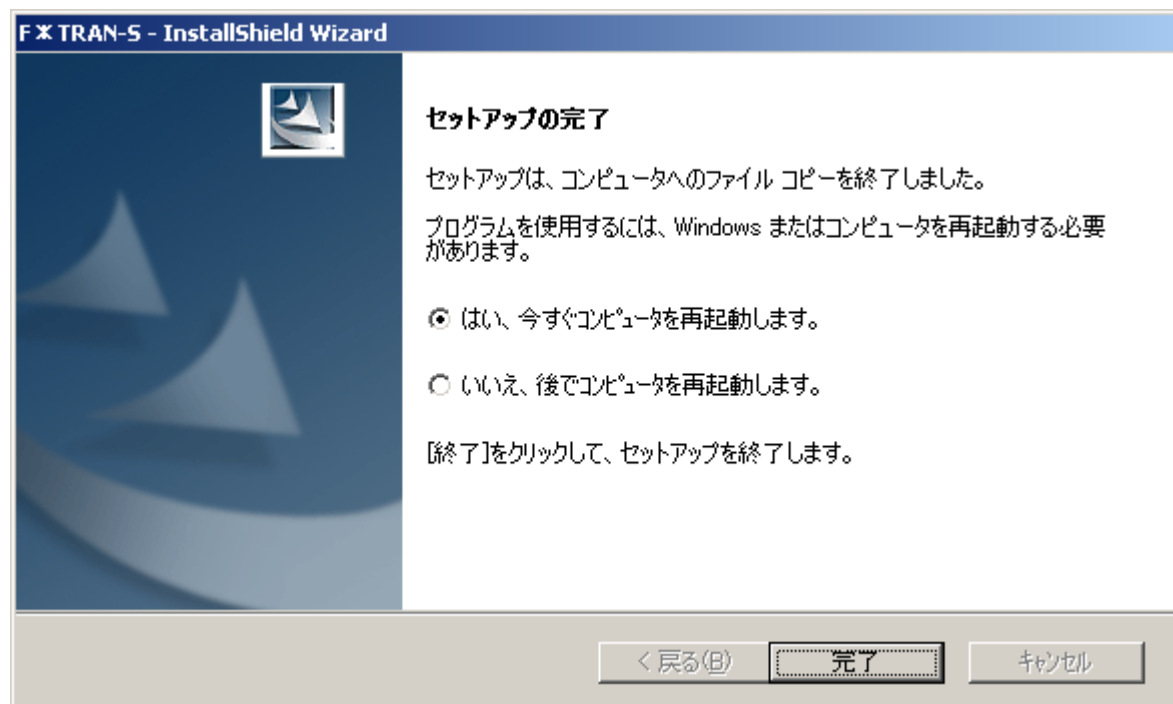 F*TRAN-S - InstallShield Wizard
セットアップの完了
セットアップは、コンピュータへのファイル コピーを終了しました。
プログラムを使用するには、Windows またはコンピュータを再起動する必要
があります。
はい、今すぐコンピュータを再起動します。
いいえ、後でコンピュータを再起動します。
[終了]をクリックして、セットアップを終了します。
< 戻る(B)
完了
キャンセル